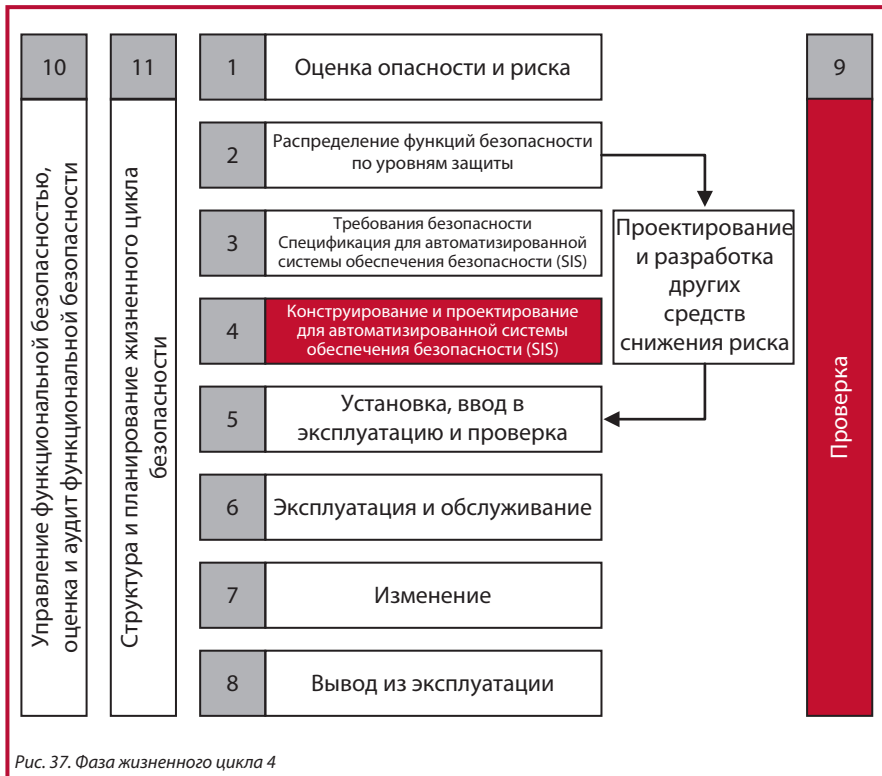 10
Управление функциональной безопасностью,
оценка и аудит функциональной безопасности
11
Структура и планирование жизненного цикла
безопасности
1
Оценка опасности и риска
2
Распределение функций безопасности
по уровням защиты
3
Требования безопасности
Спецификация для автоматизированной
системы обеспечения безопасности (SIS)
4
Конструирование и проектирование
для автоматизированной системы
обеспечения безопасности (SIS)
5
Установка, ввод в
эксплуатацию и проверка
6
Эксплуатация и обслуживание
7
Изменение
8
Вывод из эксплуатации
Проектирование
и разработка
других
средств
снижения риска
9
Проверка
Рис. 37. Фаза жизненного цикла 4